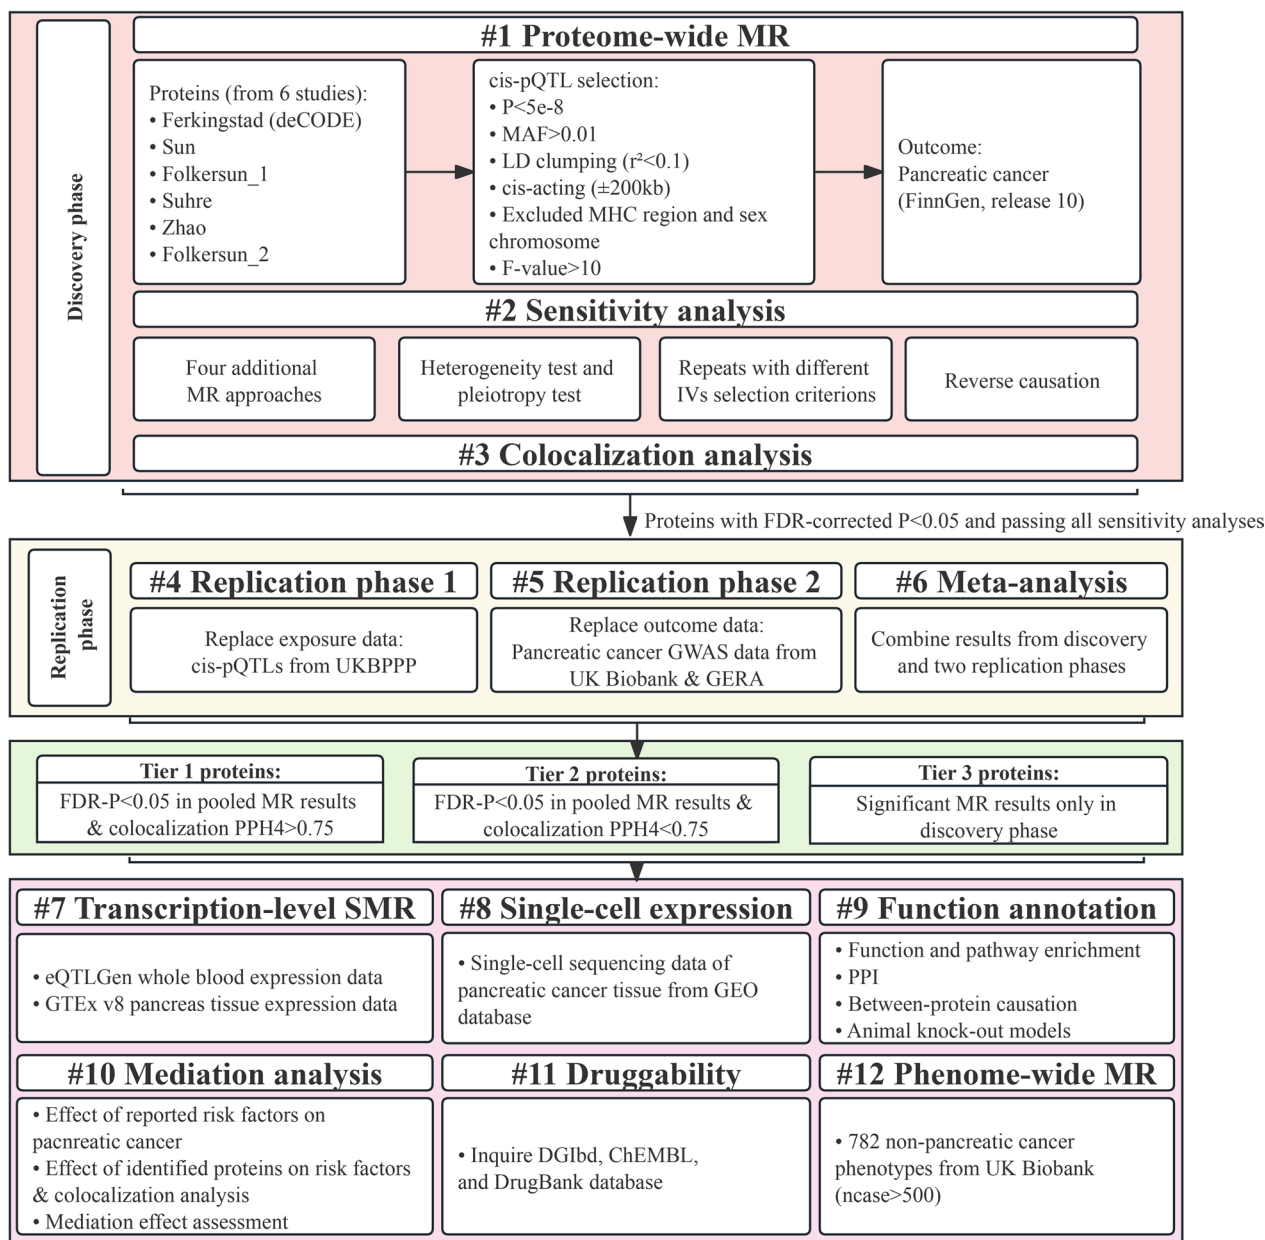 #1 Proteome-wide MR
Discovery phase
Proteins (from 6 studies):
• Ferkingstad (deCODE)
• Sun
• Folkersun_1
• Suhre
• Zhao
• Folkersun_2
cis-pQTL selection:
• P<5e-8
• MAF>0.01
• LD clumping (r²<0.1)
• cis-acting (±200kb)
• Excluded MHC region and sex
chromosome
• F-value>10
Outcome:
Pancreatic cancer
(FinnGen, release 10)
#2 Sensitivity analysis
Four additional
MR approaches
Heterogeneity test and
pleiotropy test
Repeats with different
IVs selection criterions
Reverse causation
#3 Colocalization analysis
Proteins with FDR-corrected P<0.05 and passing all sensitivity analyses
Replication
phase
#4 Replication phase 1
Replace exposure data:
cis-pQTLs from UKBPPP
#5 Replication phase 2
Replace outcome data:
Pancreatic cancer GWAS data from
UK Biobank & GERA
#6 Meta-analysis
Combine results from discovery
and two replication phases
Tier 1 proteins:
FDR-P<0.05 in pooled MR results
& colocalization PPH4>0.75
Tier 2 proteins:
FDR-P<0.05 in pooled MR results &
colocalization PPH4<0.75
Tier 3 proteins:
Significant MR results only in
discovery phase
#7 Transcription-level SMR
• eQTLGen whole blood expression data
• GTEx v8 pancreas tissue expression data
#8 Single-cell expression
• Single-cell sequencing data of
pancreatic cancer tissue from GEO
database
#9 Function annotation
• Function and pathway enrichment
• PPI
• Between-protein causation
• Animal knock-out models
#10 Mediation analysis
• Effect of reported risk factors on
pacnreatic cancer
• Effect of identified proteins on risk factors
& colocalization analysis
• Mediation effect assessment
#11 Druggability
• Inquire DGIbd, ChEMBL,
and DrugBank database
#12 Phenome-wide MR
• 782 non-pancreatic cancer
phenotypes from UK Biobank
(ncase>500)